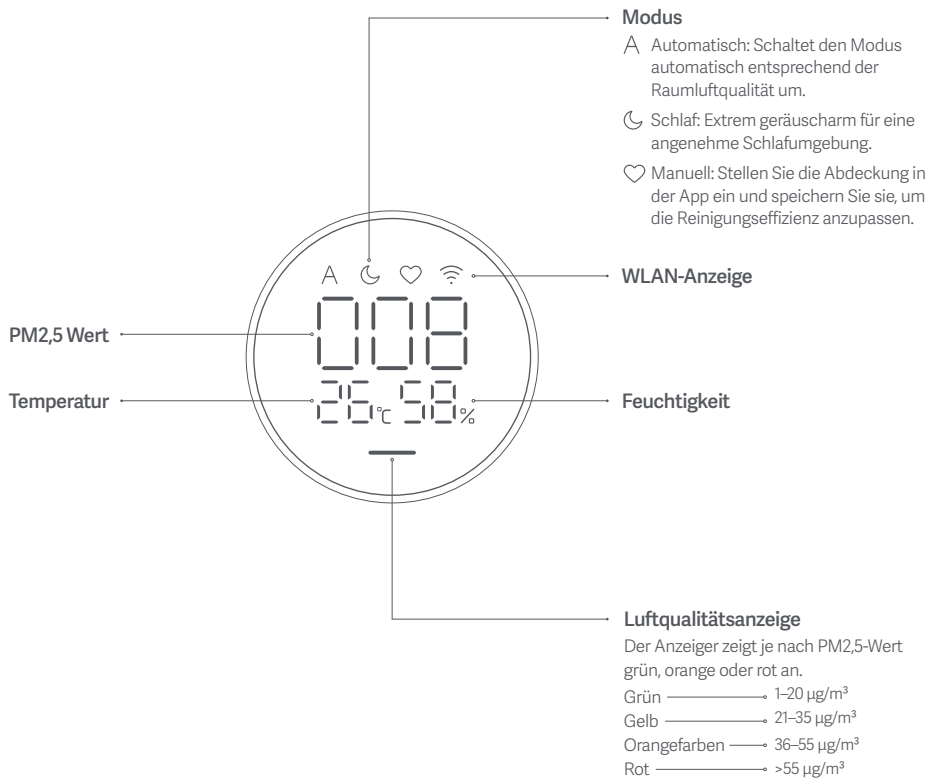 Modus
A Automatisch: Schaltet den Modus
automatisch entsprechend der
Raumluftqualität um.
Schlaf: Extrem geräuscharm für eine
angenehme Schlafumgebung.
Manuell: Stellen Sie die Abdeckung in
der App ein und speichern Sie sie, um
die Reinigungseffizienz anzupassen.
A
WLAN-Anzeige
008
PM2,5 Wert
Temperatur
26°C 58%
Feuchtigkeit
Luftqualitätsanzeige
Der Anzeiger zeigt je nach PM2,5-Wert
grün, orange oder rot an.
Grün 1–20 µg/m³
Gelb 21–35 µg/m³
Orangefarben 36–55 µg/m³
Rot >55 µg/m³